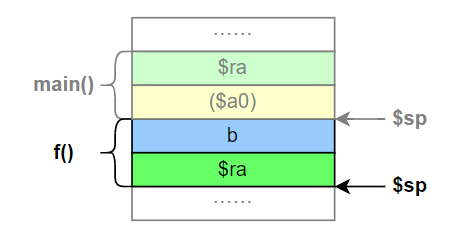 ......
main()
$ra
($a0)
$sp
f()
b
$ra
$sp
......